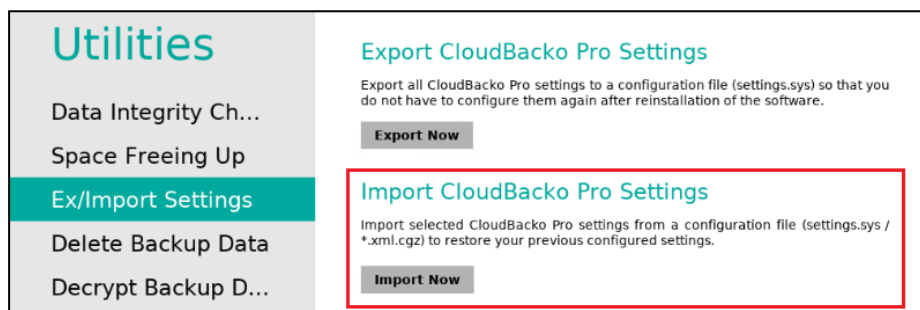 Utilities
Data Integrity Ch...
Space Freeing Up
Ex/Import Settings
Delete Backup Data
Decrypt Backup D...
Export CloudBacko Pro Settings
Export all CloudBacko Pro settings to a configuration file (settings.sys) so that you
do not have to configure them again after reinstallation of the software.
Export Now
Import CloudBacko Pro Settings
Import selected CloudBacko Pro settings from a configuration file (settings.sys /
*.xml.cgz) to restore your previous configured settings.
Import Now